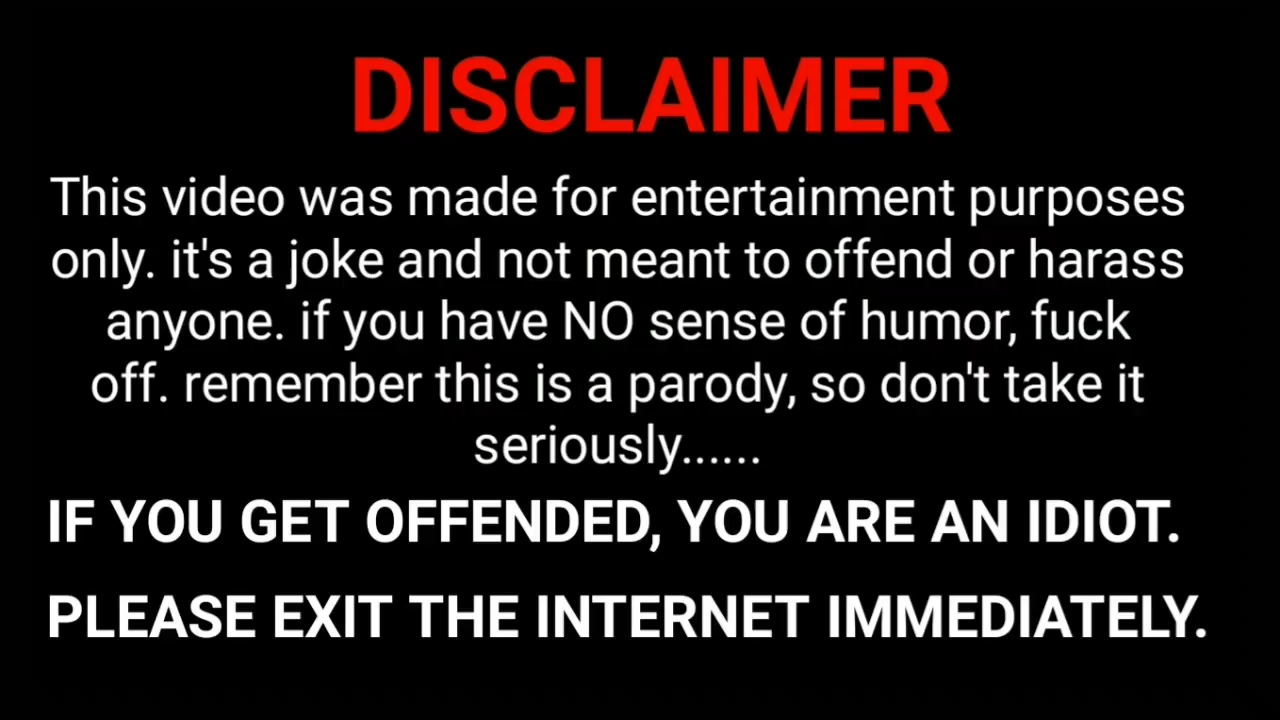 DISCLAIMER
This video was made for entertainment purposes
only. it's a joke and not meant to offend or harass
anyone. if you have NO sense of humor, fuck
off. remember this is a parody, so don't take it
seriously......
IF YOU GET OFFENDED, YOU ARE AN IDIOT.
PLEASE EXIT THE INTERNET IMMEDIATELY.